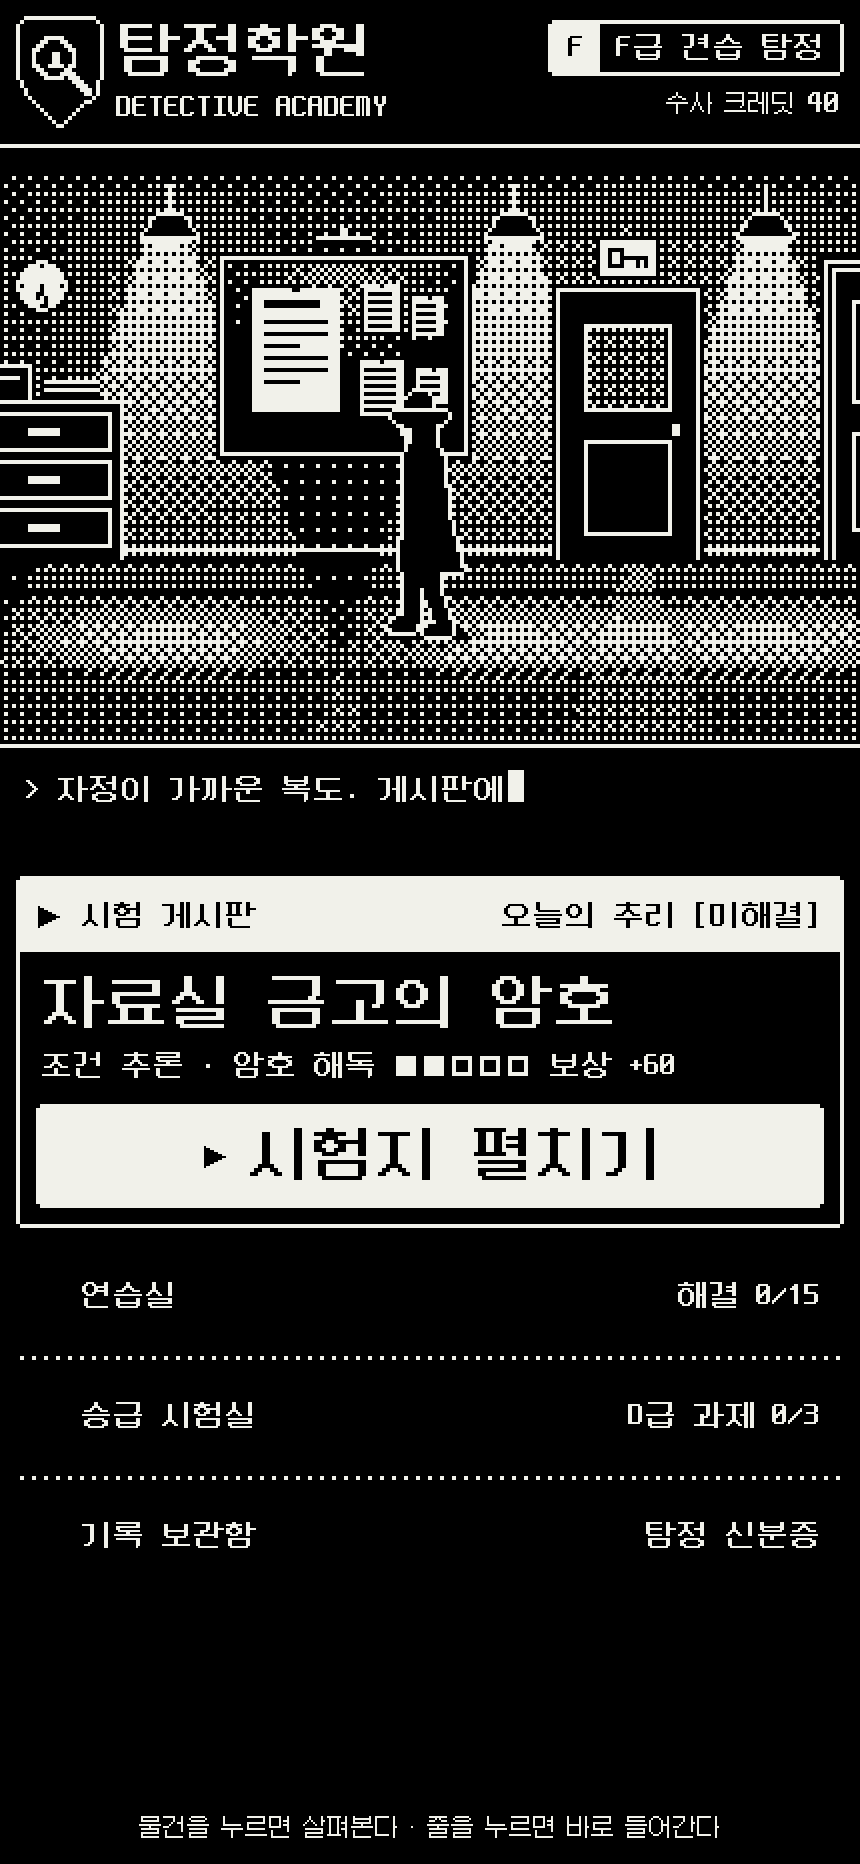 탐정학원
DETECTIVE ACADEMY
F F급 견습 탐정
수사 크레딧 40
> 자정이 가까운 복도. 게시판에
▶ 시험 게시판 오늘의 추리 [미해결]
자료실 금고의 암호
조건 추론 · 암호 해독 ■■□□□ 보상 +60
▶ 시험지 펼치기
연습실 해결 0/15
승급 시험실 D급 과제 0/3
기록 보관함 탐정 신분증
물건을 누르면 살펴본다 · 줄을 누르면 바로 들어간다